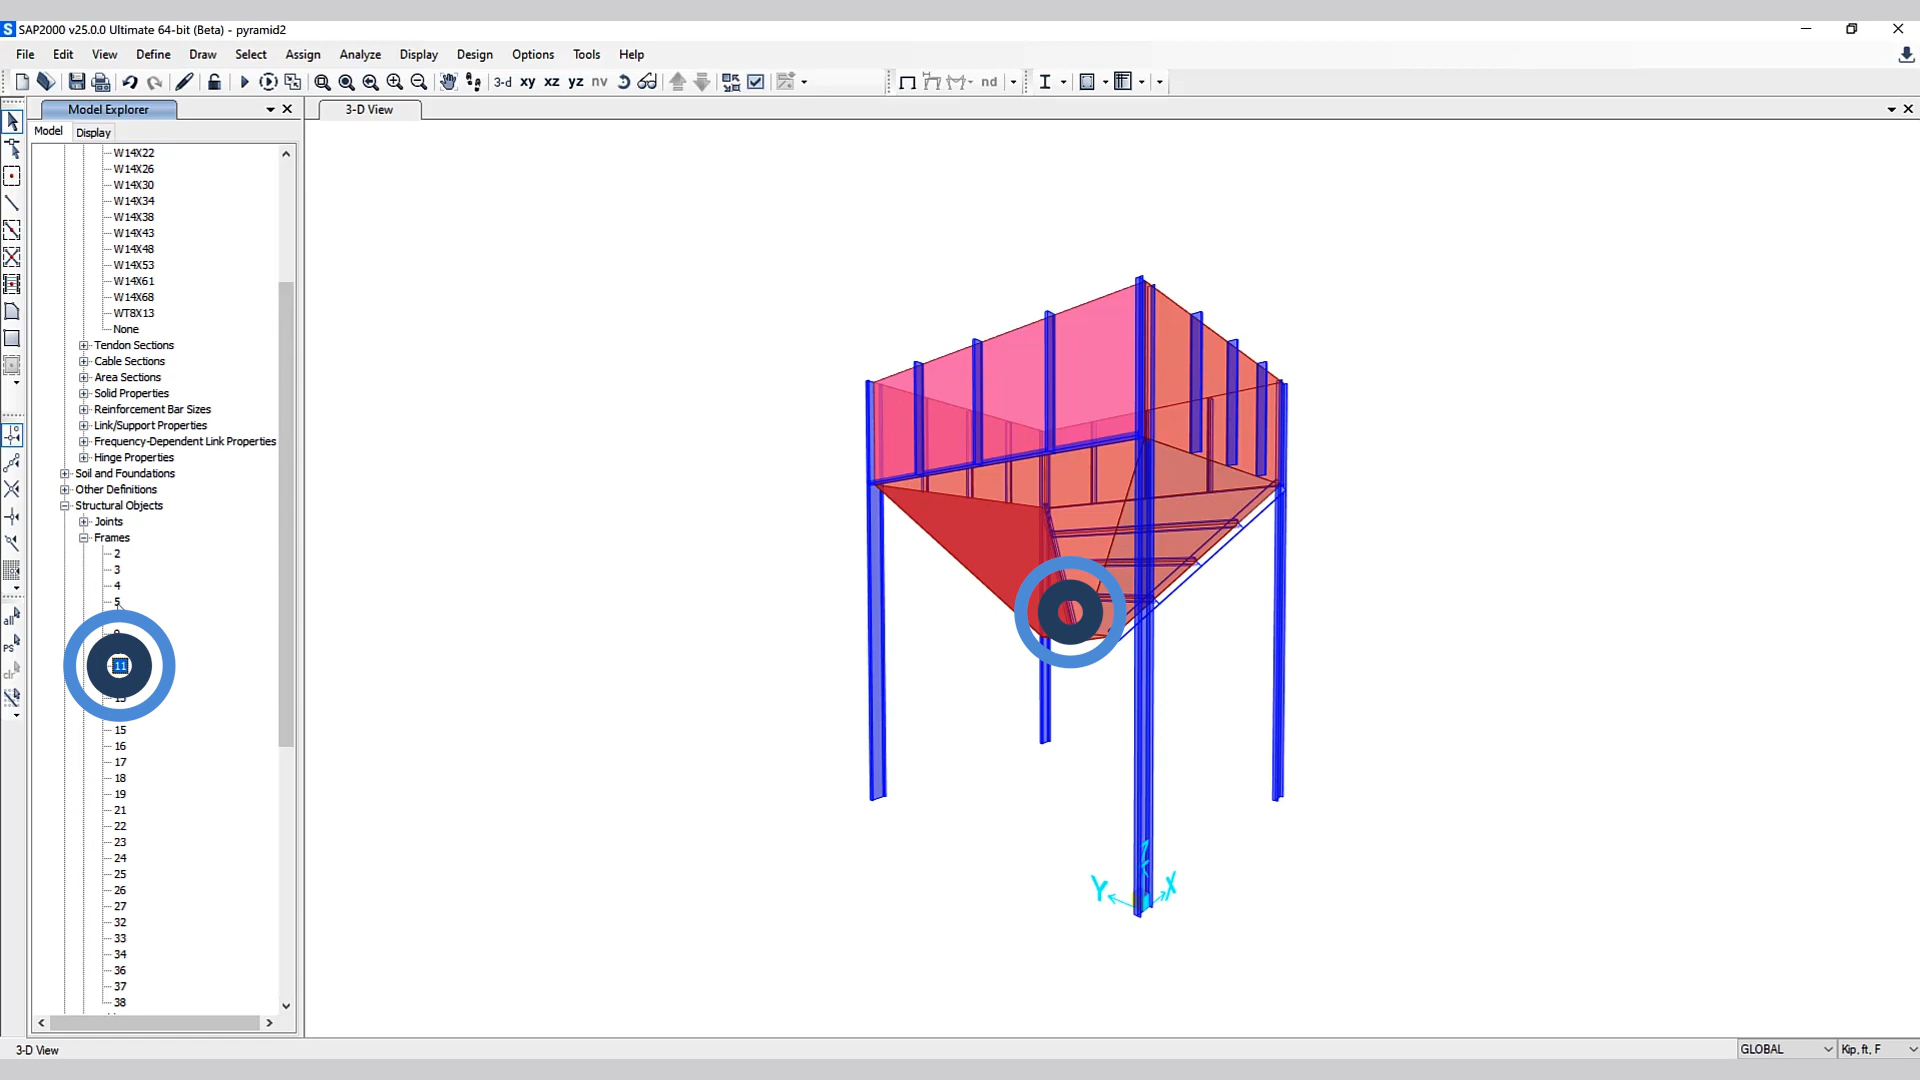 SAP2000 v25.0.0 Ultimate 64-bit (Beta) - pyramid2
File Edit View Define Draw Select Assign Analyze Display Design Options Tools Help
3-d xy xz yz nv nd
Model Explorer
3-D View
Model Display
W14X22
W14X26
W14X30
W14X34
W14X38
W14X43
W14X48
W14X53
W14X61
W14X68
WT8X13
None
Tendon Sections
Cable Sections
Area Sections
Solid Properties
Reinforcement Bar Sizes
Link/Support Properties
Frequency-Dependent Link Properties
Hinge Properties
Soil and Foundations
Other Definitions
Structural Objects
Joints
Frames
2
3
4
5
all
PS
11
clr
15
16
17
18
19
21
22
23
24
25
26
27
32
33
34
36
37
38
Y X
3-D View
GLOBAL
Kip, ft, F